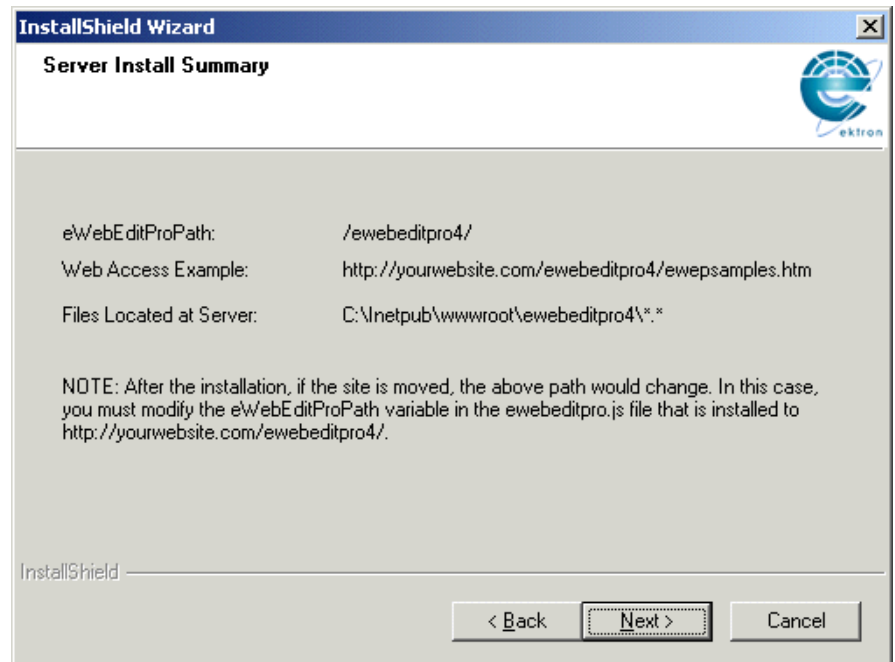 InstallShield Wizard
Server Install Summary
ektron
eWebEditProPath: /ewebeditpro4/
Web Access Example: http://yourwebsite.com/ewebeditpro4/ewepsamples.htm
Files Located at Server: C:\Inetpub\wwwroot\ewebeditpro4\*.*
NOTE: After the installation, if the site is moved, the above path would change. In this case,
you must modify the eWebEditProPath variable in the ewebeditpro.js file that is installed to
http://yourwebsite.com/ewebeditpro4/.
InstallShield
< Back Next > Cancel